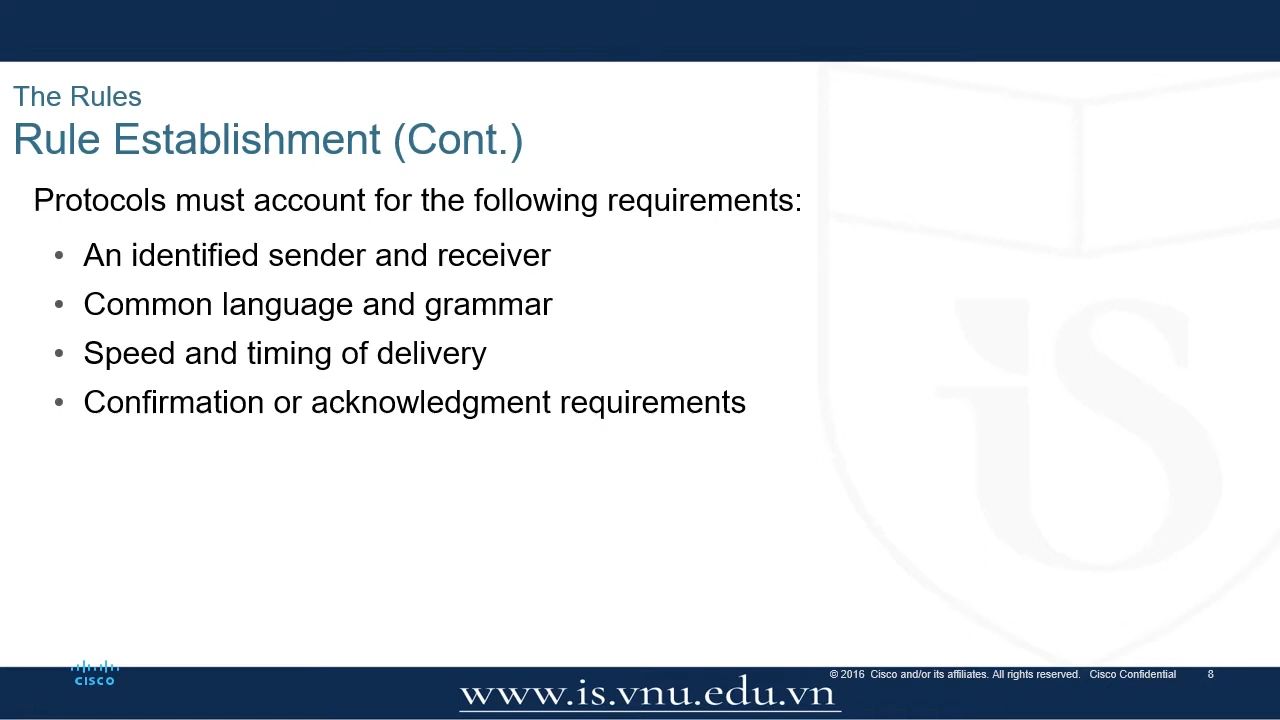 The Rules
Rule Establishment (Cont.)
Protocols must account for the following requirements:
• An identified sender and receiver
• Common language and grammar
• Speed and timing of delivery
• Confirmation or acknowledgment requirements
iS
CISCO
© 2016 Cisco and/or its affiliates. All rights reserved. Cisco Confidential 8
www.is.vnu.edu.vn